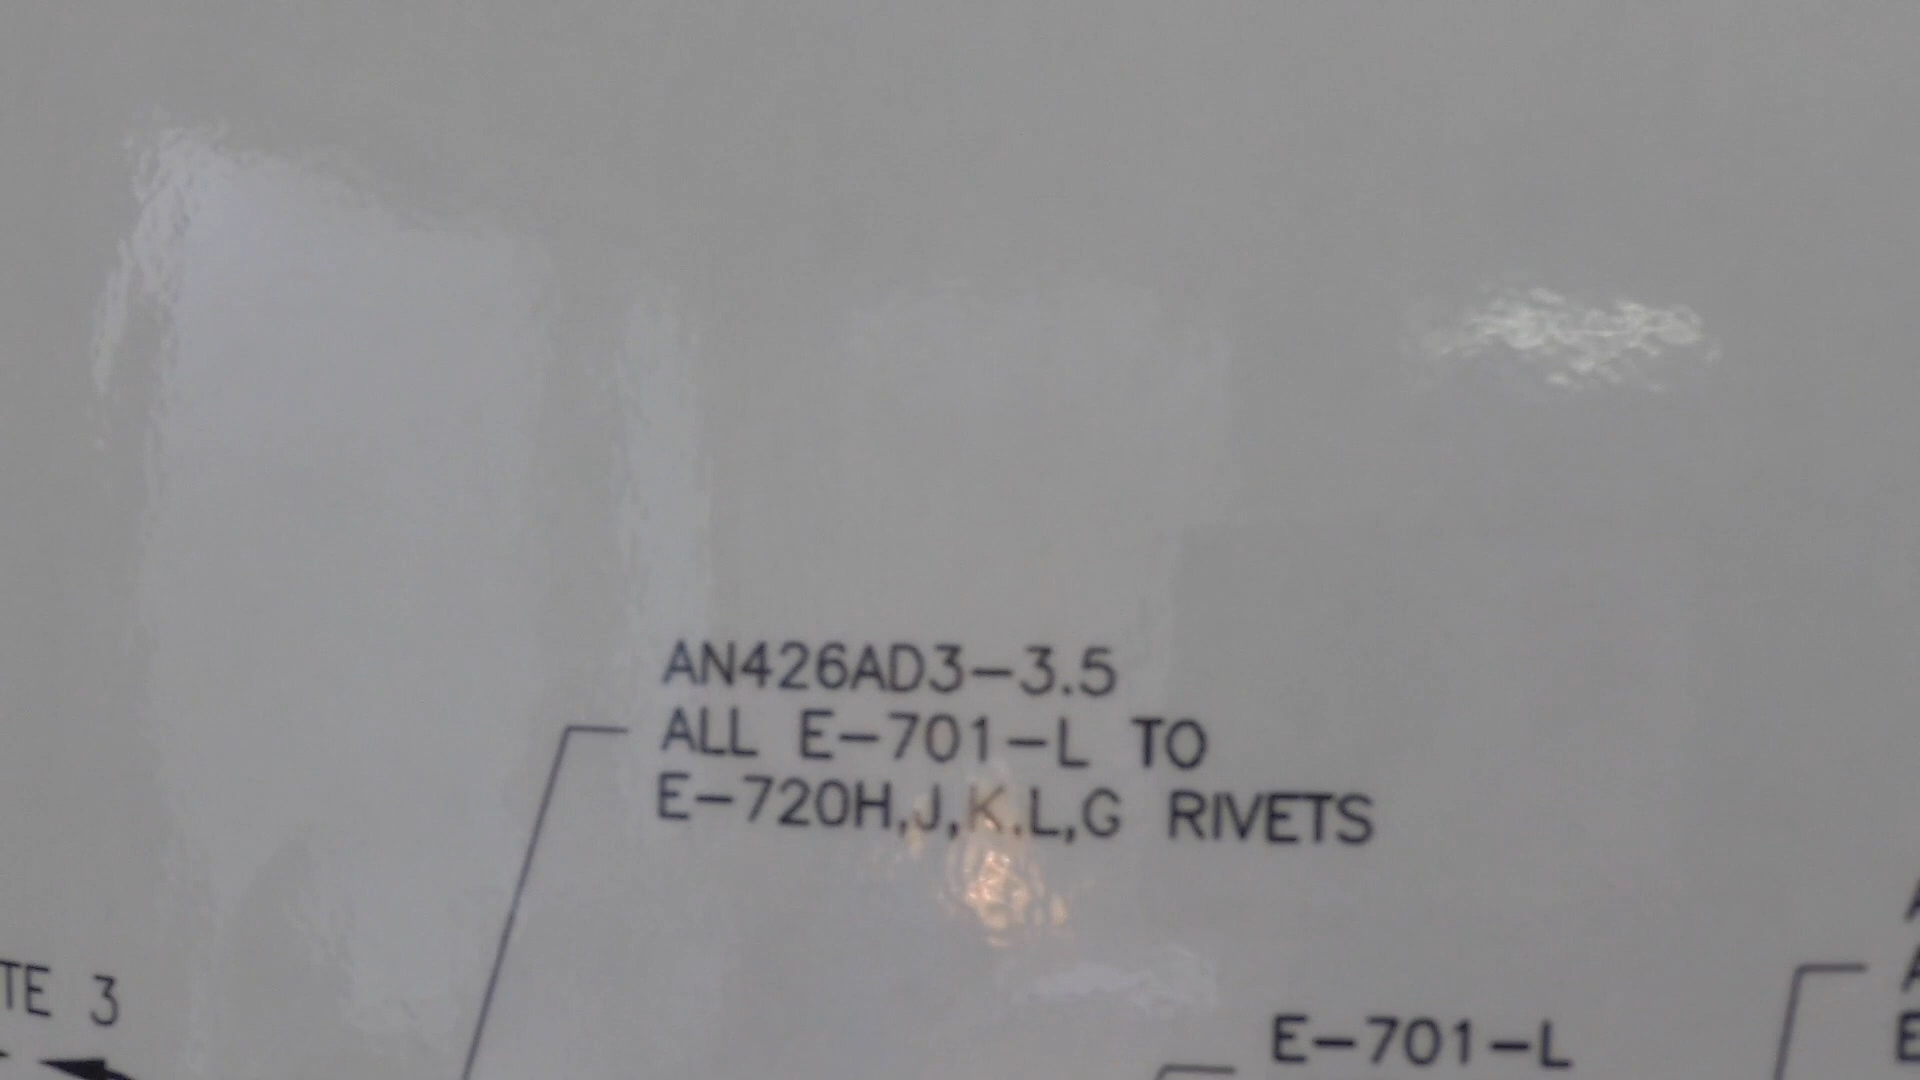 AN426AD3-3.5
ALL E-701-L TO
E-720H,J,K,L,G RIVETS
TE 3
E-701-L